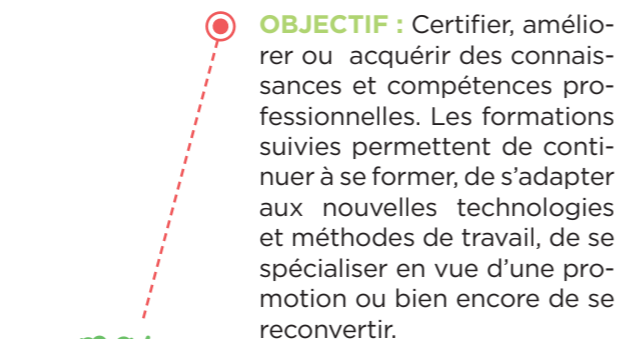 OBJECTIF : Certifier, amélio-
rer ou acquérir des connais-
sances et compétences pro-
fessionnelles. Les formations
suivies permettent de conti-
nuer à se former, de s’adapter
aux nouvelles technologies
et méthodes de travail, de se
spécialiser en vue d’une pro-
motion ou bien encore de se
reconvertir.